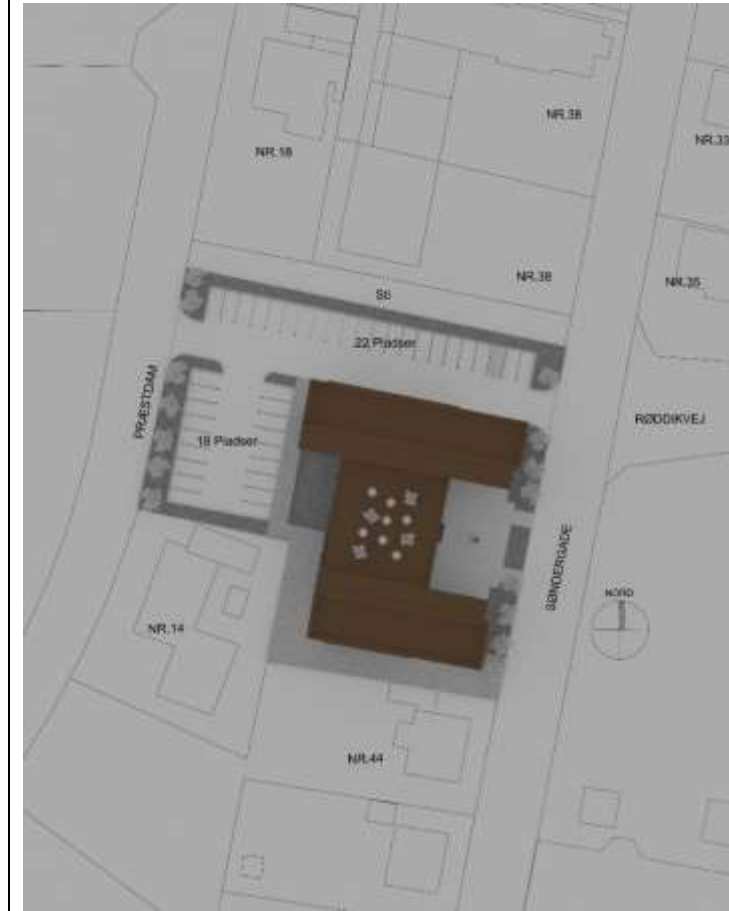 NR.38
NR.33
NR.18
NR.38
NR.35
Sti
22 Pladser
PRÆSTDAM
RØDDIKVEJ
18 Pladser
SØNDERGADE
NORD
NR.14
NR.44